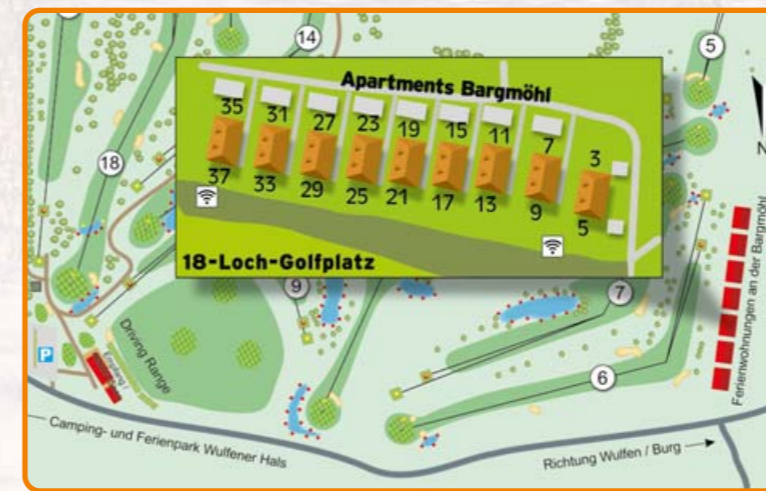 14
5
Apartments Bargmöhl
35 31 27 23 19 15 11 7 3
37 33 29 25 21 17 13 9 5
18-Loch-Golfplatz
18
N
9
7
6
P
Driving Range
Empfang /
Ferienwohnungen an der Bargmöhl
Camping- und Ferienpark Wulfener Hals
Richtung Wulfen / Burg